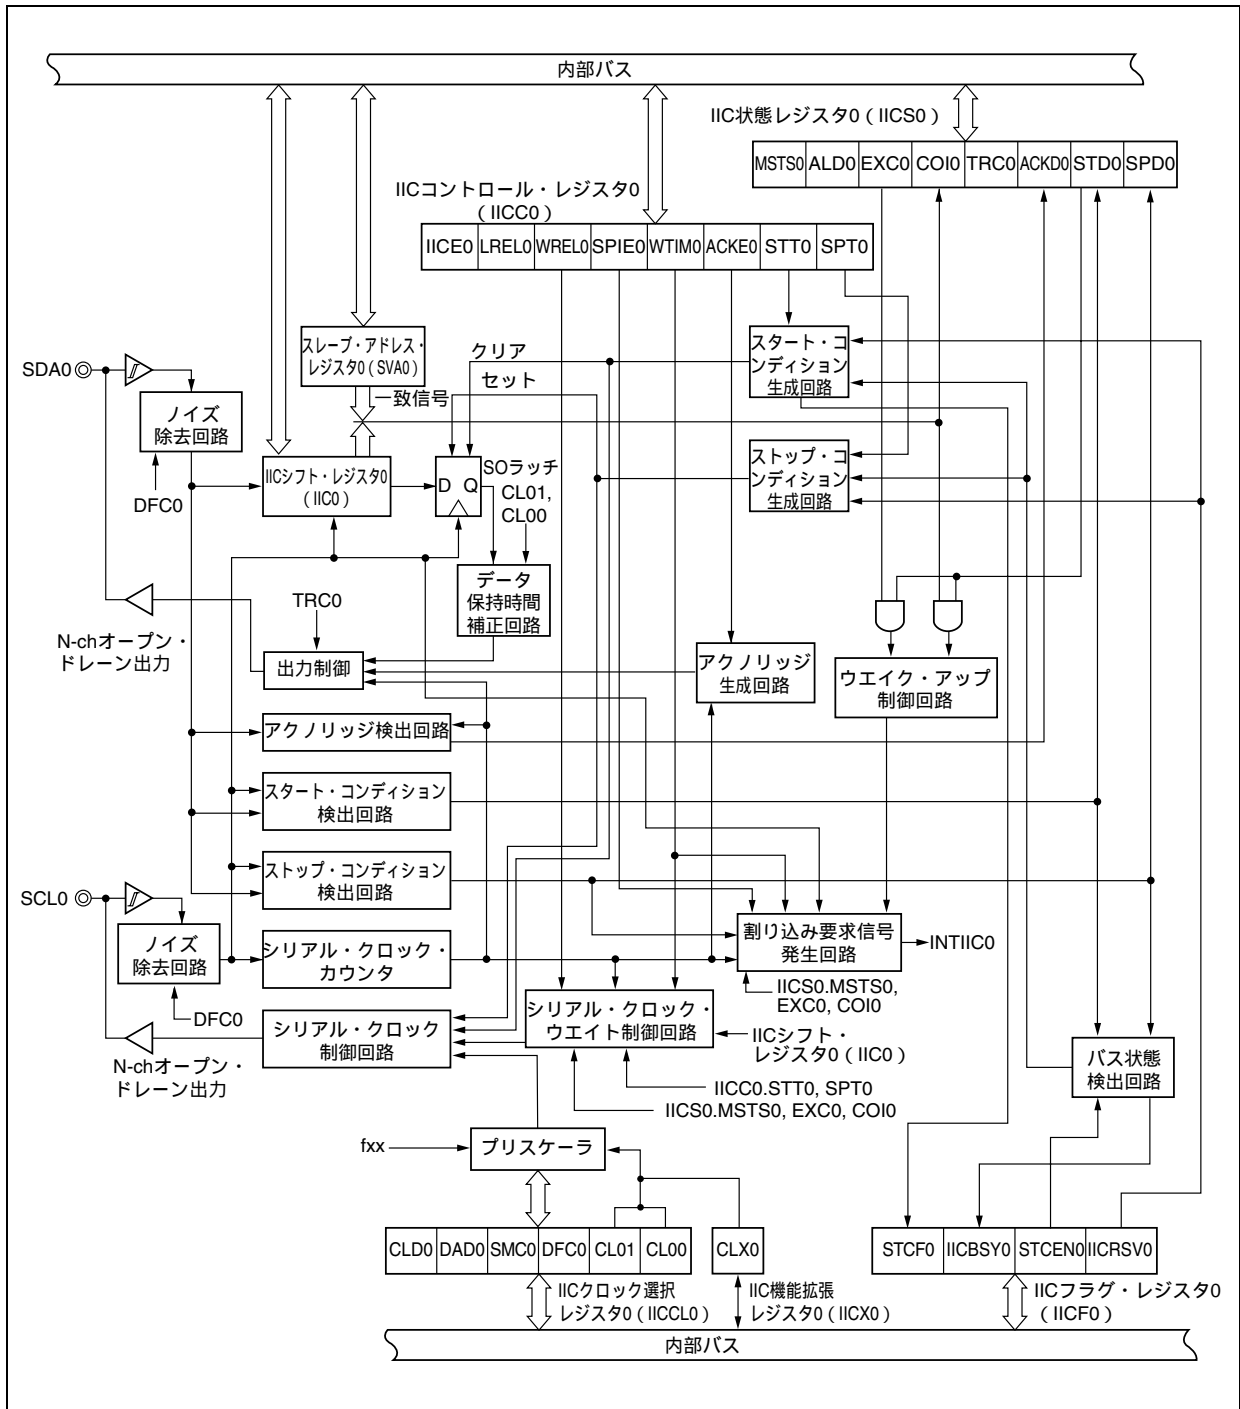 内部バス
IIC状態レジスタ0（IICS0）
MSTS0 ALD0 EXC0 COI0 TRC0 ACKD0 STD0 SPD0
IICコントロール・レジスタ0
（IICC0）
IICE0 LREL0 WREL0 SPIE0 WTIM0 ACKE0 STT0 SPT0
スレーブ・アドレス・
レジスタ0（SVA0）
クリア
セット
一致信号
スタート・コ
ンディション
生成回路
SDA0
ノイズ
除去回路
DFC0
IICシフト・レジスタ0
（IIC0）
D Q
SOラッチ
CL01,
CL00
ストップ・コ
ンディション
生成回路
データ
保持時間
補正回路
TRC0
N-chオープン・
ドレーン出力
出力制御
アクノリッジ
生成回路
ウエイク・アップ
制御回路
アクノリッジ検出回路
スタート・コンディション
検出回路
ストップ・コンディション
検出回路
SCL0
ノイズ
除去回路
DFC0
シリアル・クロック・
カウンタ
割り込み要求信号
発生回路
INTIIC0
IICS0.MSTS0,
EXC0, COI0
シリアル・クロック
制御回路
シリアル・クロック・
ウエイト制御回路
IICシフト・
レジスタ0（IIC0）
N-chオープン・
ドレーン出力
バス状態
検出回路
IICC0.STT0, SPT0
IICS0.MSTS0, EXC0, COI0
fxx
プリスケーラ
CLD0 DAD0 SMC0 DFC0 CL01 CL00
CLX0
STCF0 IICBSY0 STCEN0 IICRSV0
IICクロック選択
レジスタ0（IICCL0）
IIC機能拡張
レジスタ0（IICX0）
IICフラグ・レジスタ0
（IICF0）
内部バス